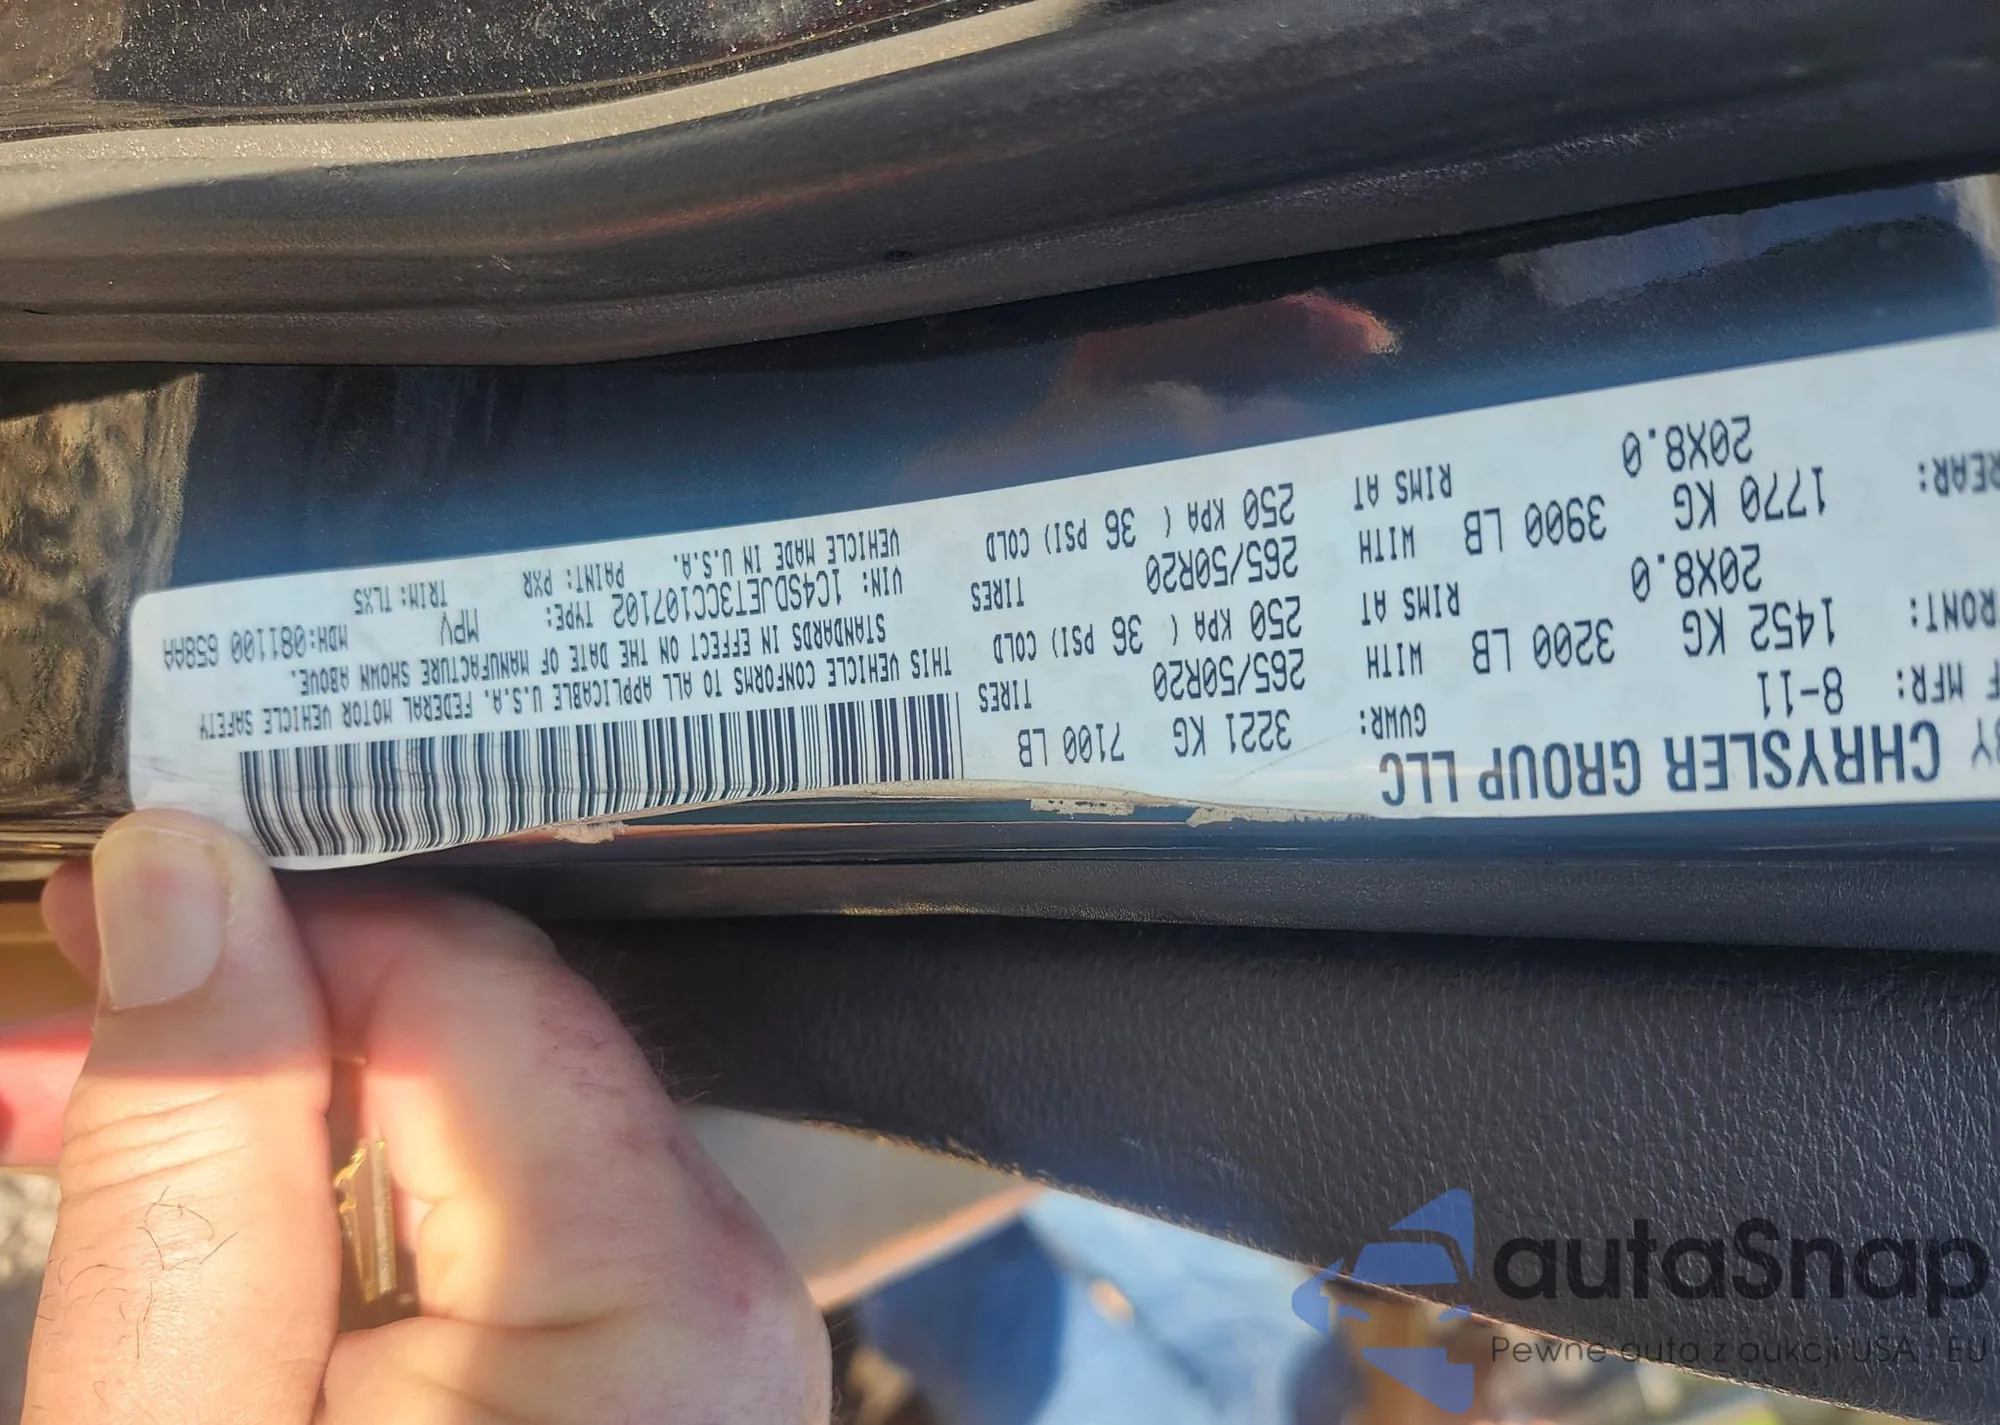 BY CHRYSLER GROUP LLC
F MFR: 8-11 GVWR: 3221 KG 7100 LB
RONT: 1452 KG 3200 LB WITH 265/50R20 TIRES
20X8.0 RIMS AT 250 KPA ( 36 PSI) COLD
REAR: 1770 KG 3900 LB WITH 265/50R20 TIRES
20X8.0 RIMS AT 250 KPA ( 36 PSI) COLD
THIS VEHICLE CONFORMS TO ALL APPLICABLE U.S.A. FEDERAL MOTOR VEHICLE SAFETY
STANDARDS IN EFFECT ON THE DATE OF MANUFACTURE SHOWN ABOVE.
VIN: 1C4SDJET3CC107102 TYPE: MPV MDH:081100 658AA
VEHICLE MADE IN U.S.A. PAINT: PXR TRIM: TLX5
autaSnap
Pewne auta z aukcji USA i EU